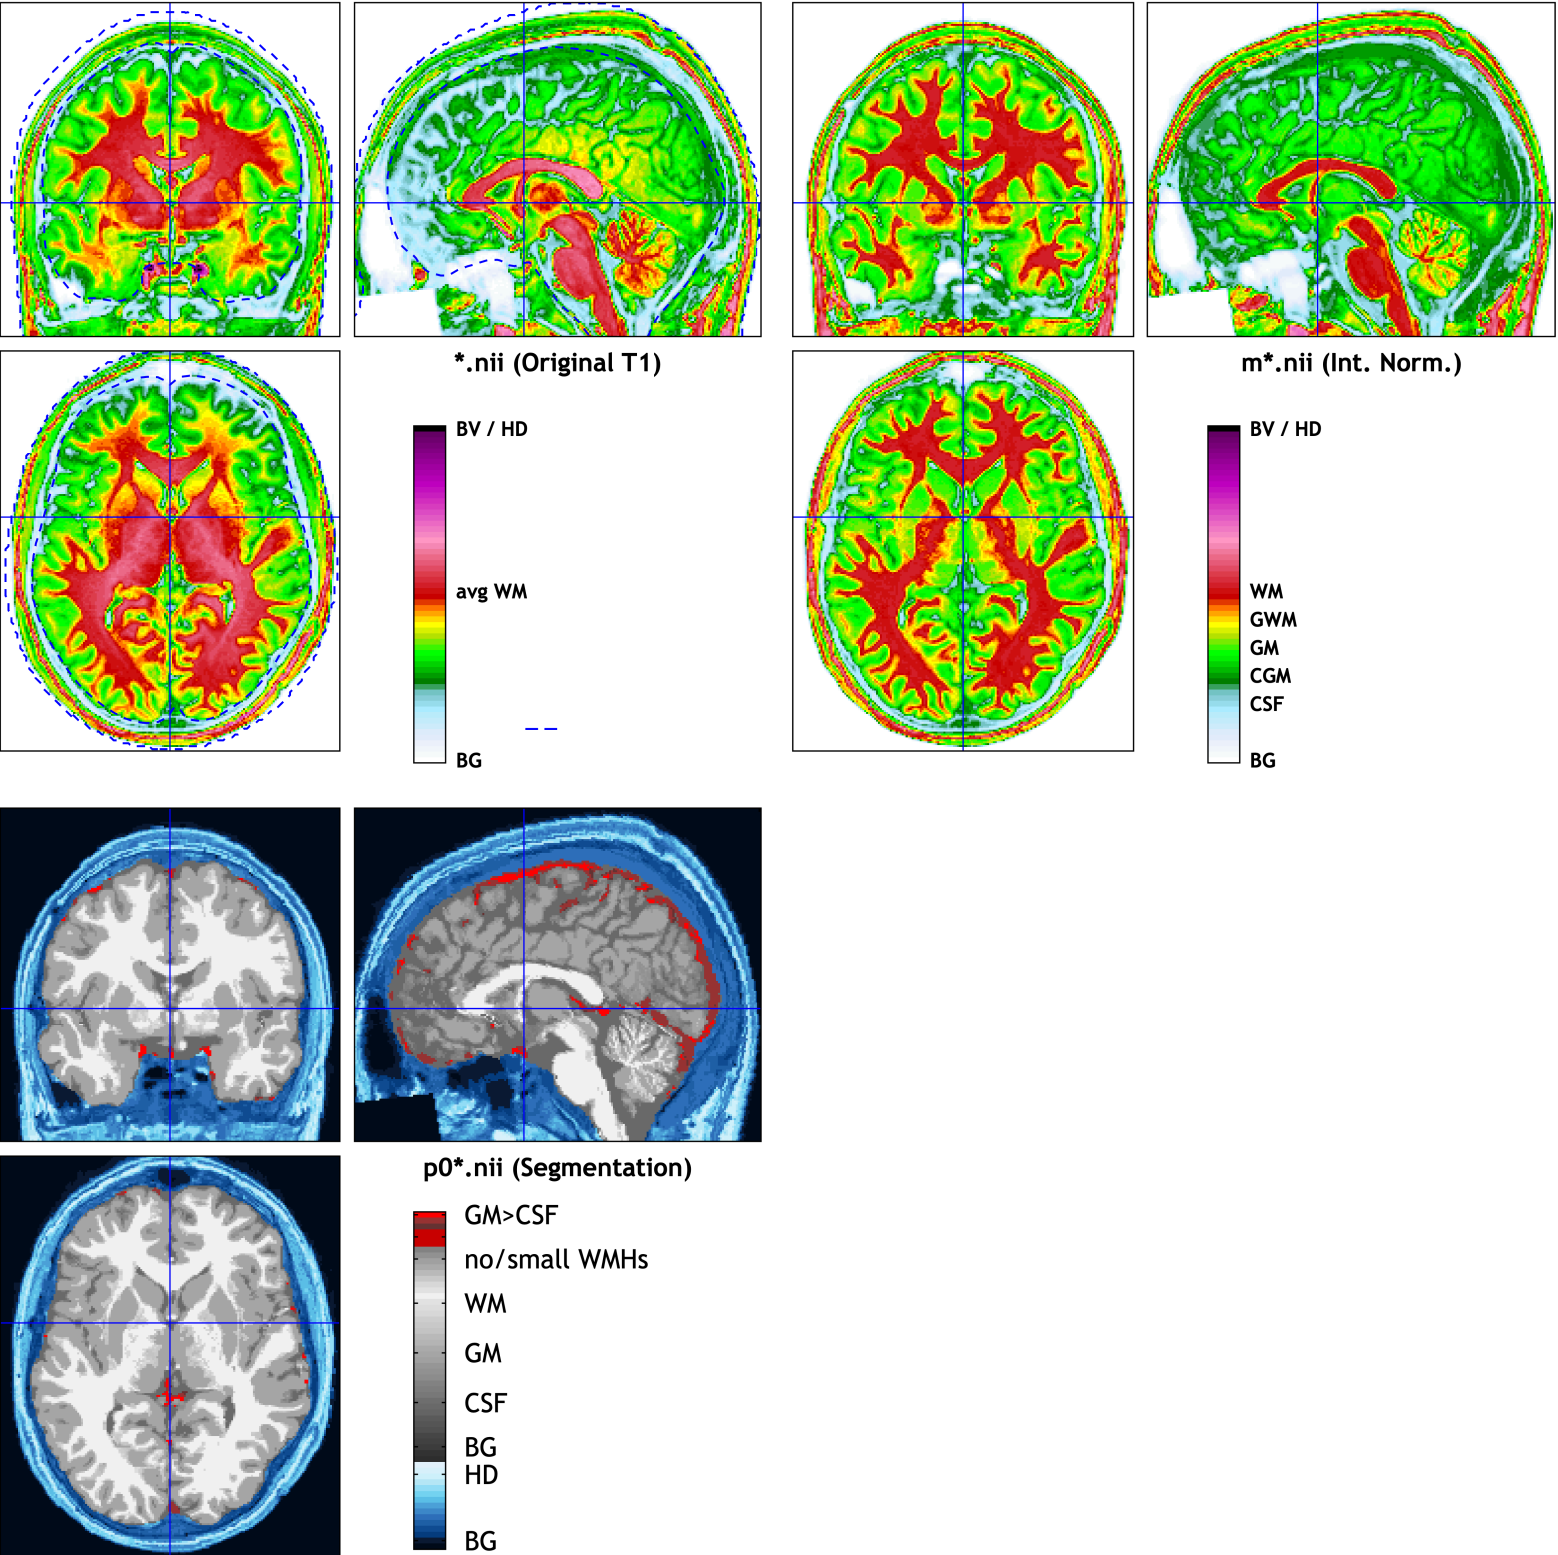 *.nii (Original T1)
BV / HD
avg WM
BG
m*.nii (Int. Norm.)
BV / HD
WM
GWM
GM
CGM
CSF
BG
p0*.nii (Segmentation)
GM>CSF
no/small WMHs
WM
GM
CSF
BG
HD
BG